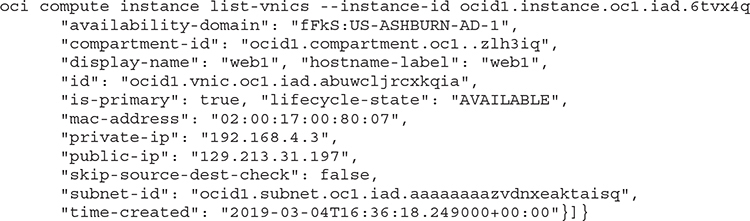 oci compute instance list-vnics --instance-id ocid1.instance.oc1.iad.6tvx4q
"availability-domain": "fFkS:US-ASHBURN-AD-1",
"compartment-id": "ocid1.compartment.oc1..zlh3iq",
"display-name": "web1", "hostname-label": "web1",
"id": "ocid1.vnic.oc1.iad.abuwcljrcxkqia",
"is-primary": true, "lifecycle-state": "AVAILABLE",
"mac-address": "02:00:17:00:80:07",
"private-ip": "192.168.4.3",
"public-ip": "129.213.31.197",
"skip-source-dest-check": false,
"subnet-id": "ocid1.subnet.oc1.iad.aaaaaaaazvdnxeaktaisq",
"time-created": "2019-03-04T16:36:18.249000+00:00"}]}